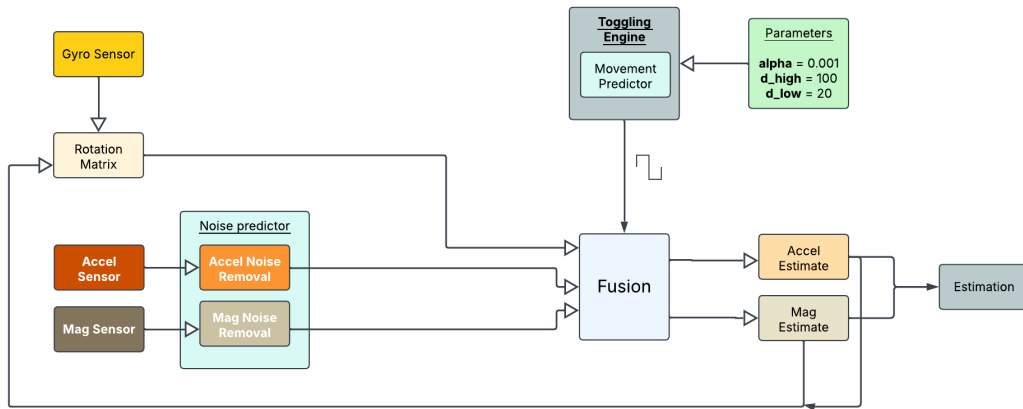 Toggling
Engine
Movement
Predictor
Parameters
alpha = 0.001
d_high = 100
d_low = 20
Gyro Sensor
Rotation
Matrix
Noise predictor
Accel
Sensor
Accel Noise
Removal
Mag Sensor
Mag Noise
Removal
Fusion
Accel
Estimate
Mag
Estimate
Estimation